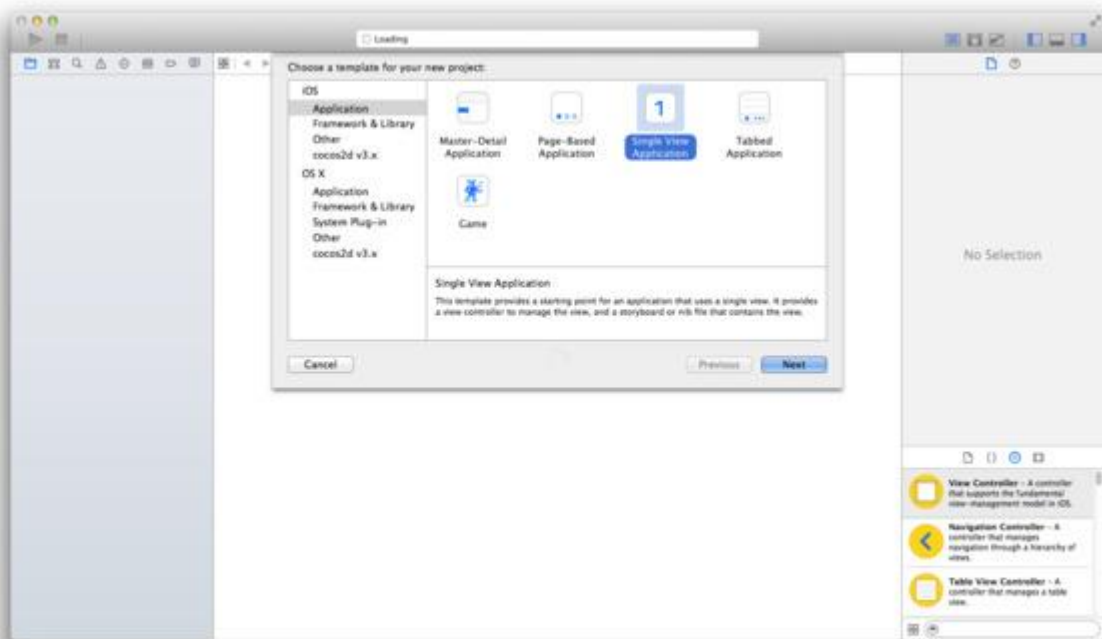 Loading
Choose a template for your new project:
iOS
Application
Framework & Library
Other
cocos2d v3.x
OS X
Application
Framework & Library
System Plug-in
Other
cocos2d v3.x
Master-Detail
Application
Page-Based
Application
1
Single View
Application
Tabbed
Application
Game
Single View Application
This template provides a starting point for an application that uses a single view. It provides
a view controller to manage the view, and a storyboard or nib file that contains the view.
Cancel
Previous
Next
No Selection
{}
View Controller - A controller
that supports the fundamental
view-management model in iOS.
Navigation Controller - A
controller that manages
navigation through a hierarchy of
views.
Table View Controller - A
controller that manages a table
view.